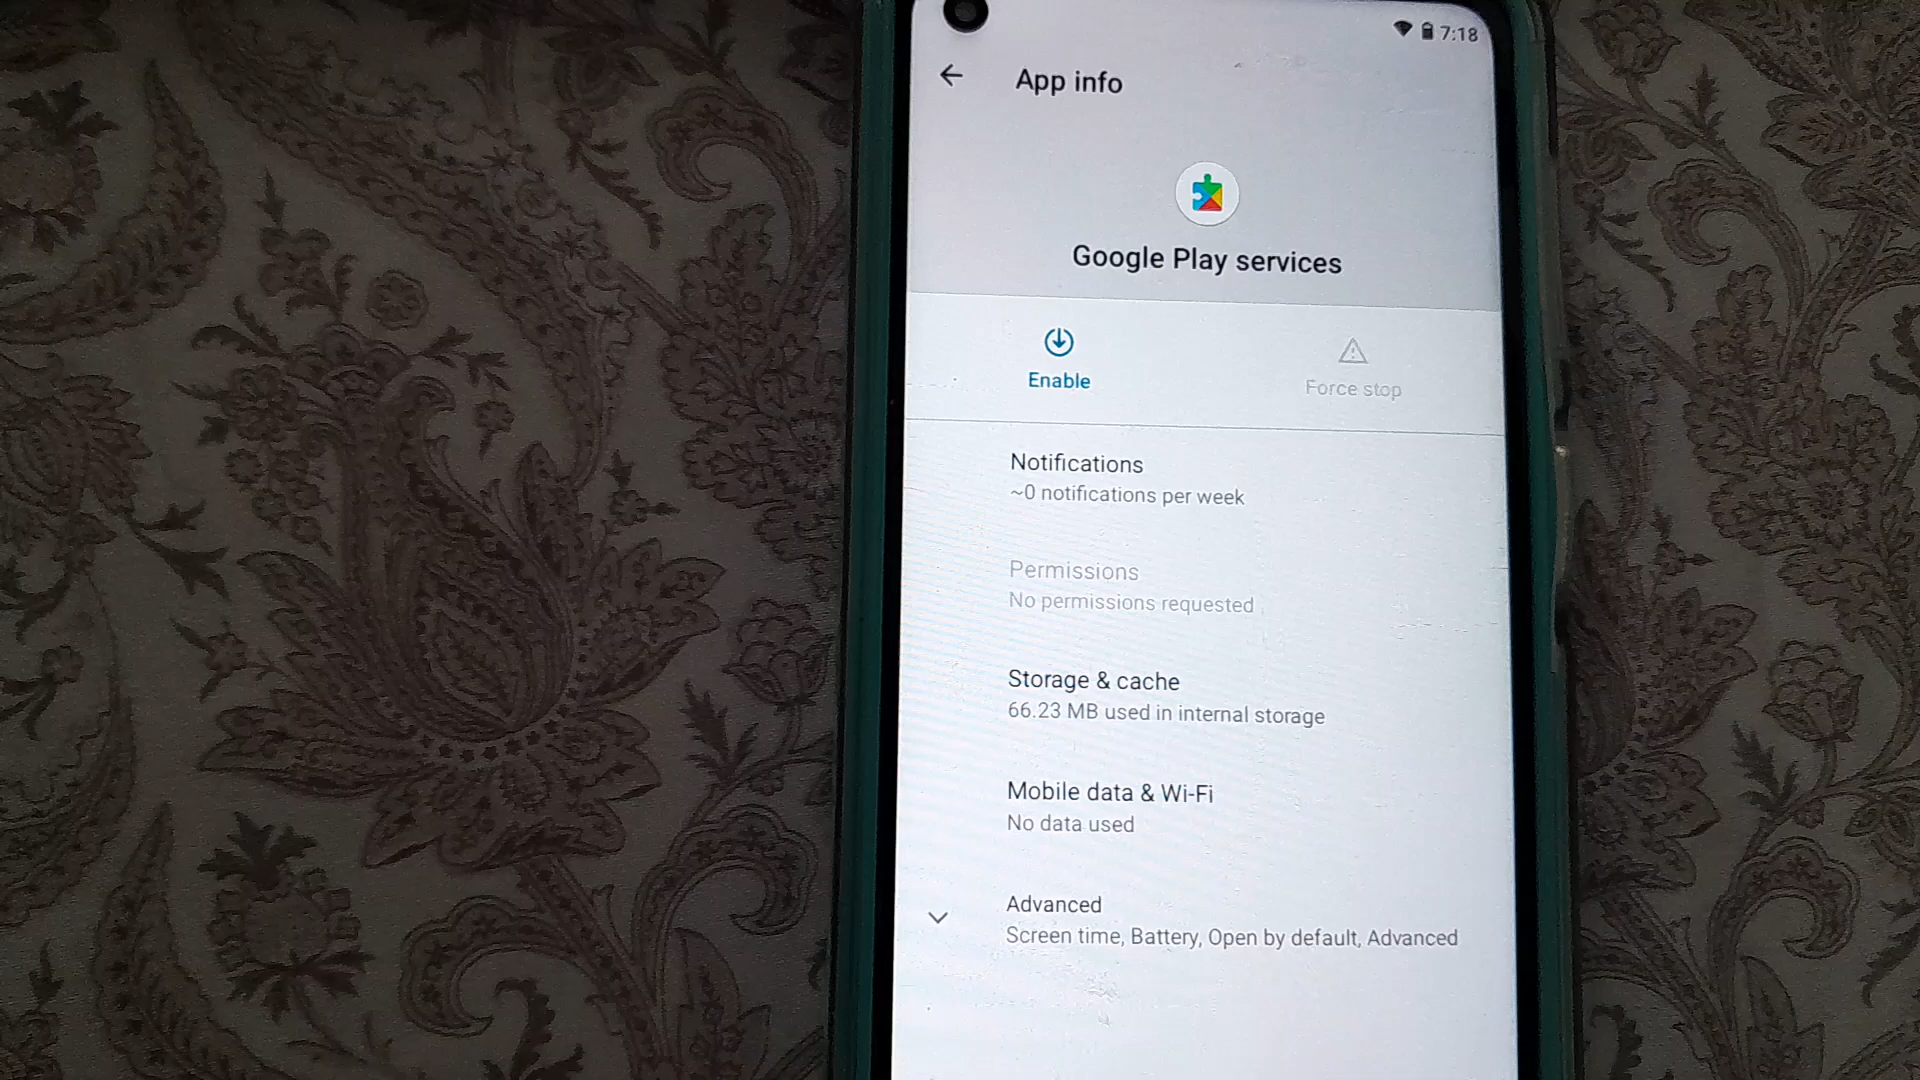 7:18
App info
Google Play services
Enable
Force stop
Notifications
~0 notifications per week
Permissions
No permissions requested
Storage & cache
66.23 MB used in internal storage
Mobile data & Wi-Fi
No data used
Advanced
Screen time, Battery, Open by default, Advanced